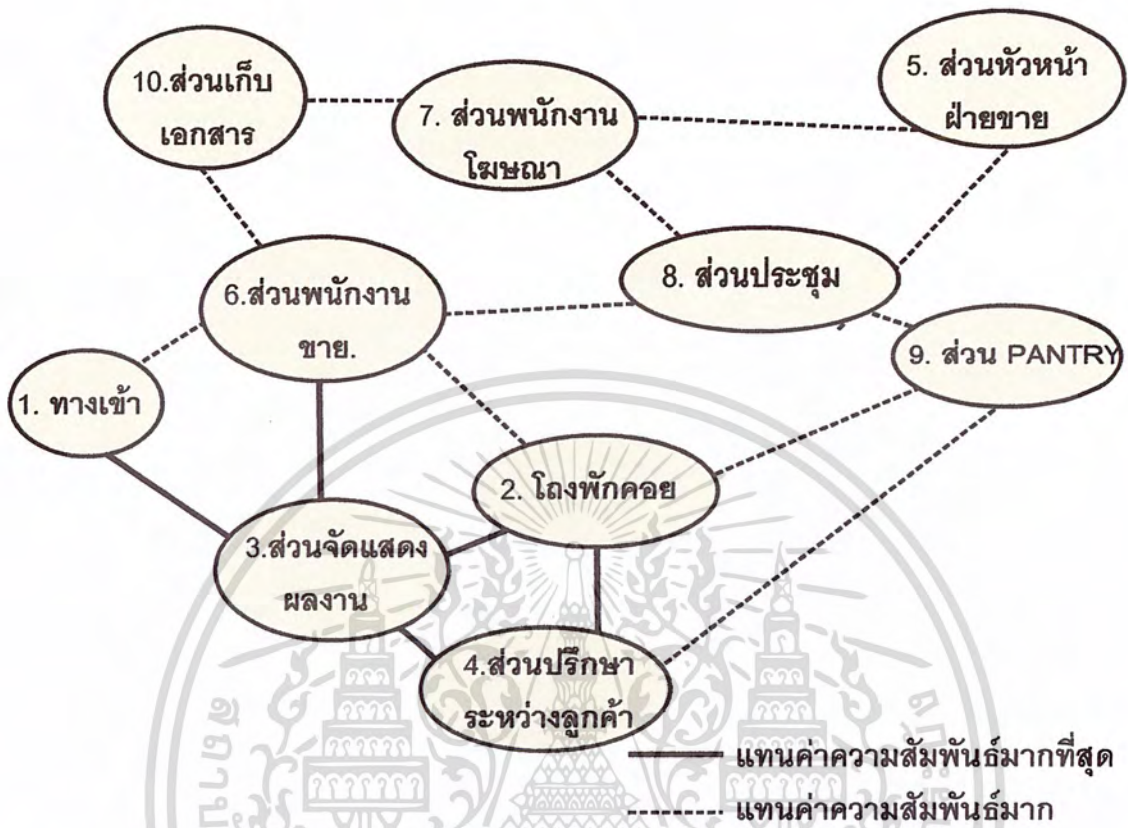 10.ส่วนเก็บ
เอกสาร
7. ส่วนพนักงาน
โฆษณา
5. ส่วนหัวหน้า
ฝ่ายขาย
8. ส่วนประชุม
6.ส่วนพนักงาน
ขาย.
9. ส่วน PANTRY
1. ทางเข้า
2. โถงพักคอย
3.ส่วนจัดแสดง
ผลงาน
4.ส่วนปรึกษา
ระหว่างลูกค้า
แทนค่าความสัมพันธ์มากที่สุด
แทนค่าความสัมพันธ์มาก